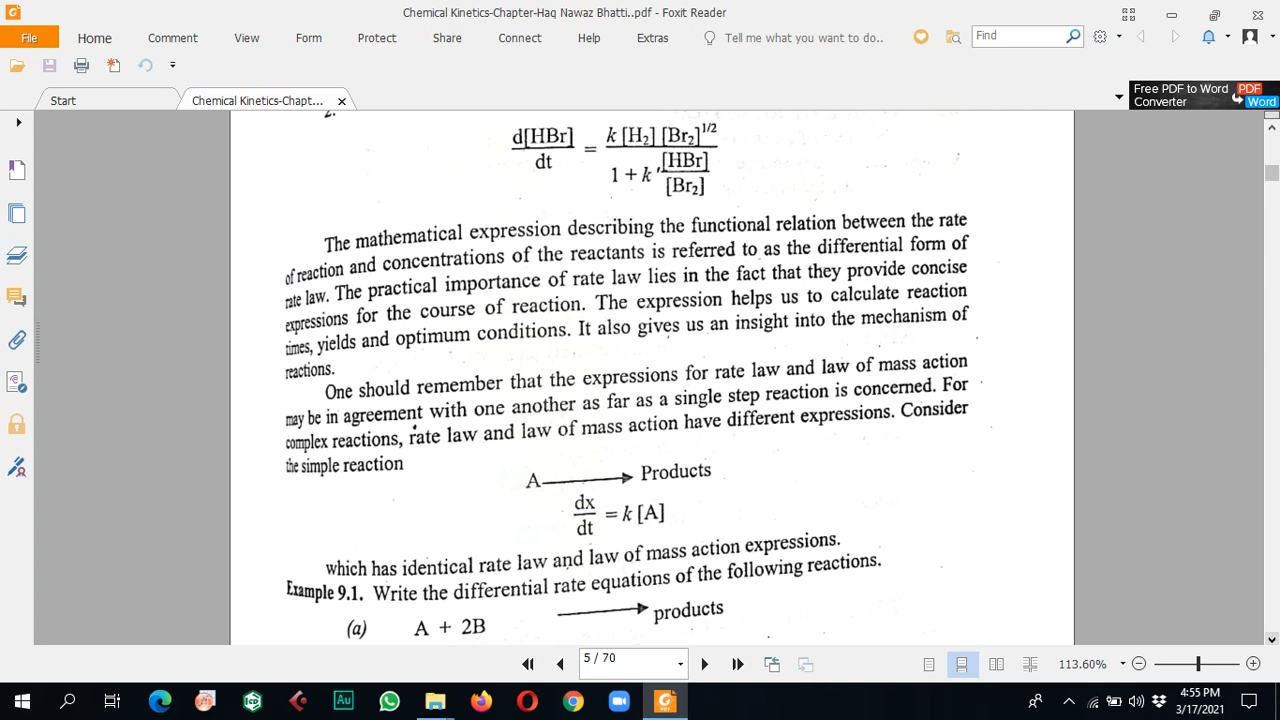 Chemical Kinetics-Chapter-Haq Nawaz Bhatti..pdf - Foxit Reader
File Home Comment View Form Protect Share Connect Help Extras Tell me what you want to do.. Find
Start Chemical Kinetics-Chapt... Free PDF to Word Converter PDF Word
2.
d[HBr]/dt = k [H₂] [Br₂]^1/2 / 1 + k' [HBr]/[Br₂]
The mathematical expression describing the functional relation between the rate
of reaction and concentrations of the reactants is referred to as the differential form of
rate law. The practical importance of rate law lies in the fact that they provide concise
expressions for the course of reaction. The expression helps us to calculate reaction
times, yields and optimum conditions. It also gives us an insight into the mechanism of
reactions.
One should remember that the expressions for rate law and law of mass action
may be in agreement with one another as far as a single step reaction is concerned. For
complex reactions, rate law and law of mass action have different expressions. Consider
the simple reaction
A → Products
dx/dt = k [A]
which has identical rate law and law of mass action expressions.
Example 9.1. Write the differential rate equations of the following reactions.
(a) A + 2B → products
5 / 70 113.60%
Au 4:55 PM
3/17/2021